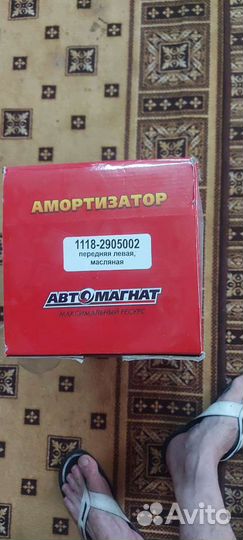 АМОРТИЗАТОР
1118-2905002
передняя левая,
масляная
АВТОМАГНАТ
МАКСИМАЛЬНЫЙ РЕСУРС
Avito